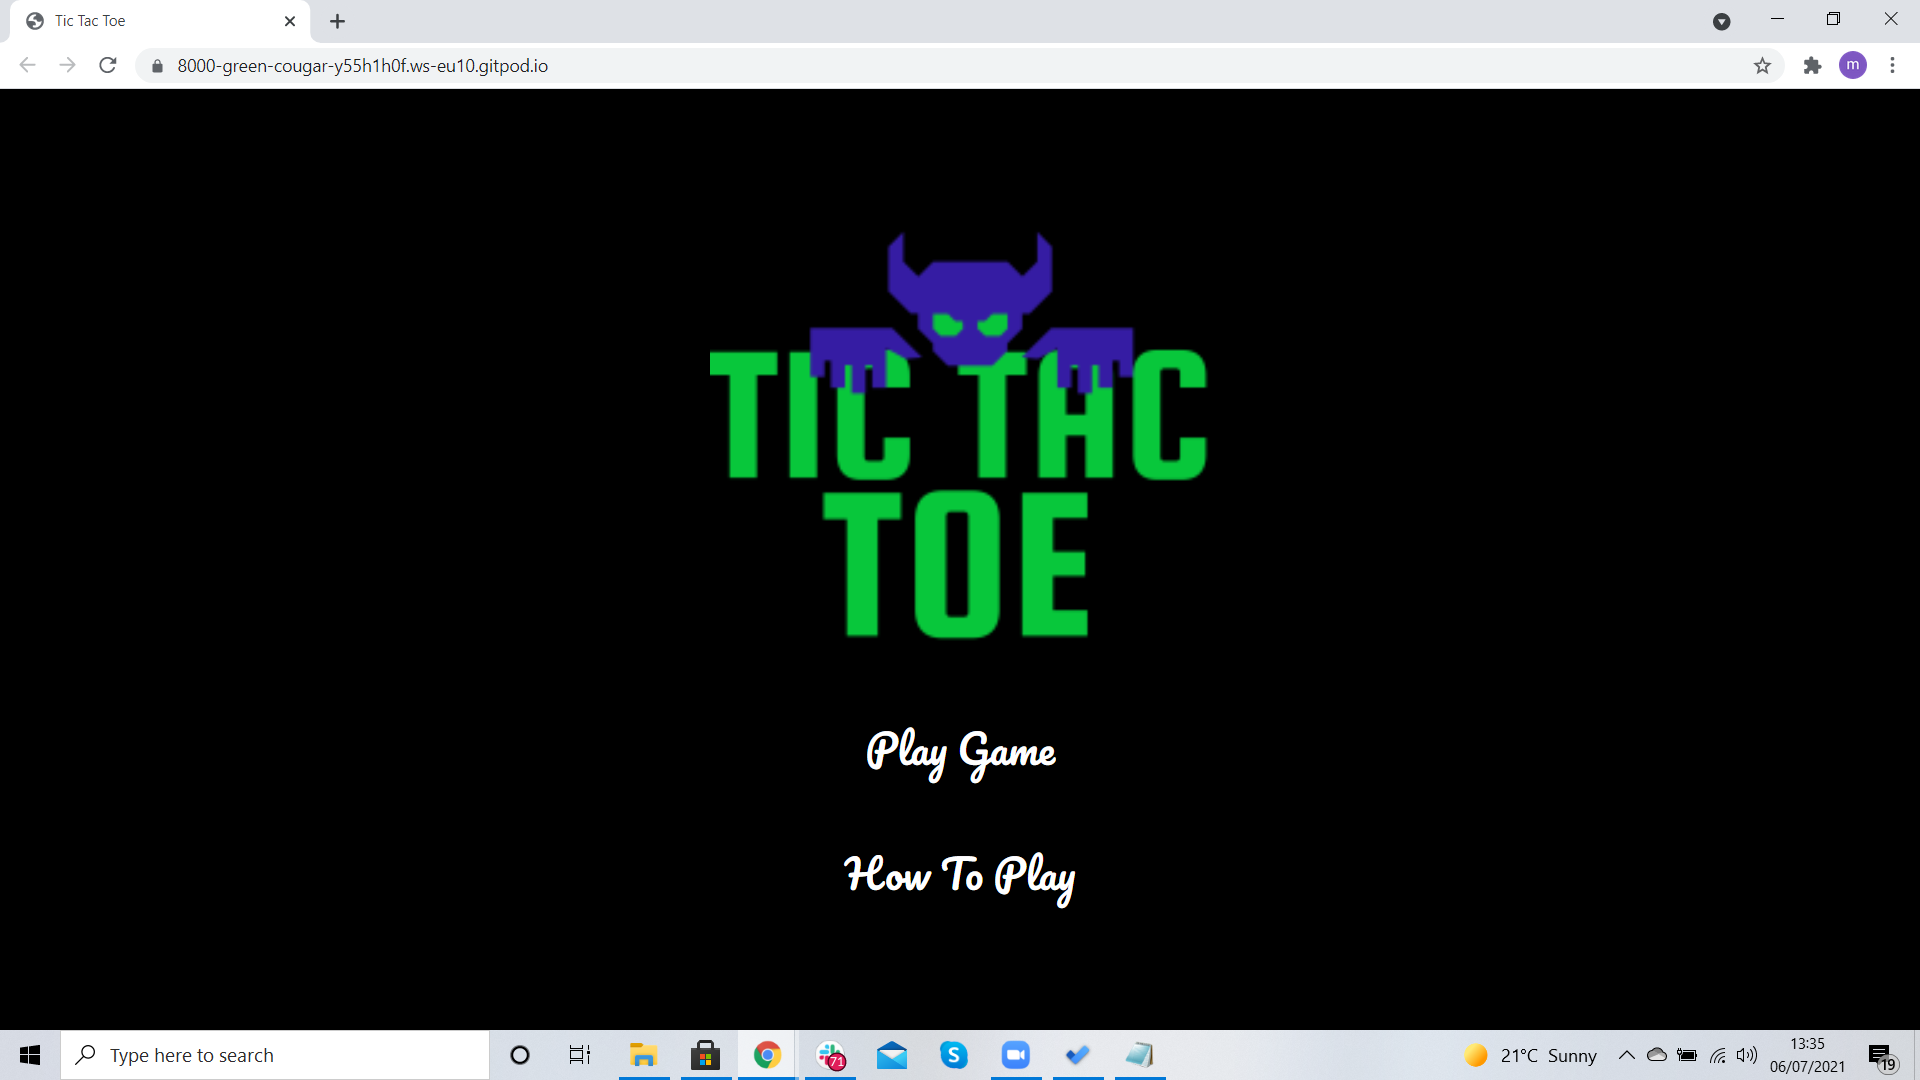 Tic Tac Toe
8000-green-cougar-y55h1h0f.ws-eu10.gitpod.io
m
TIC TAC
TOE
Play Game
How To Play
Type here to search
71
S
21°C Sunny
13:35
06/07/2021
19